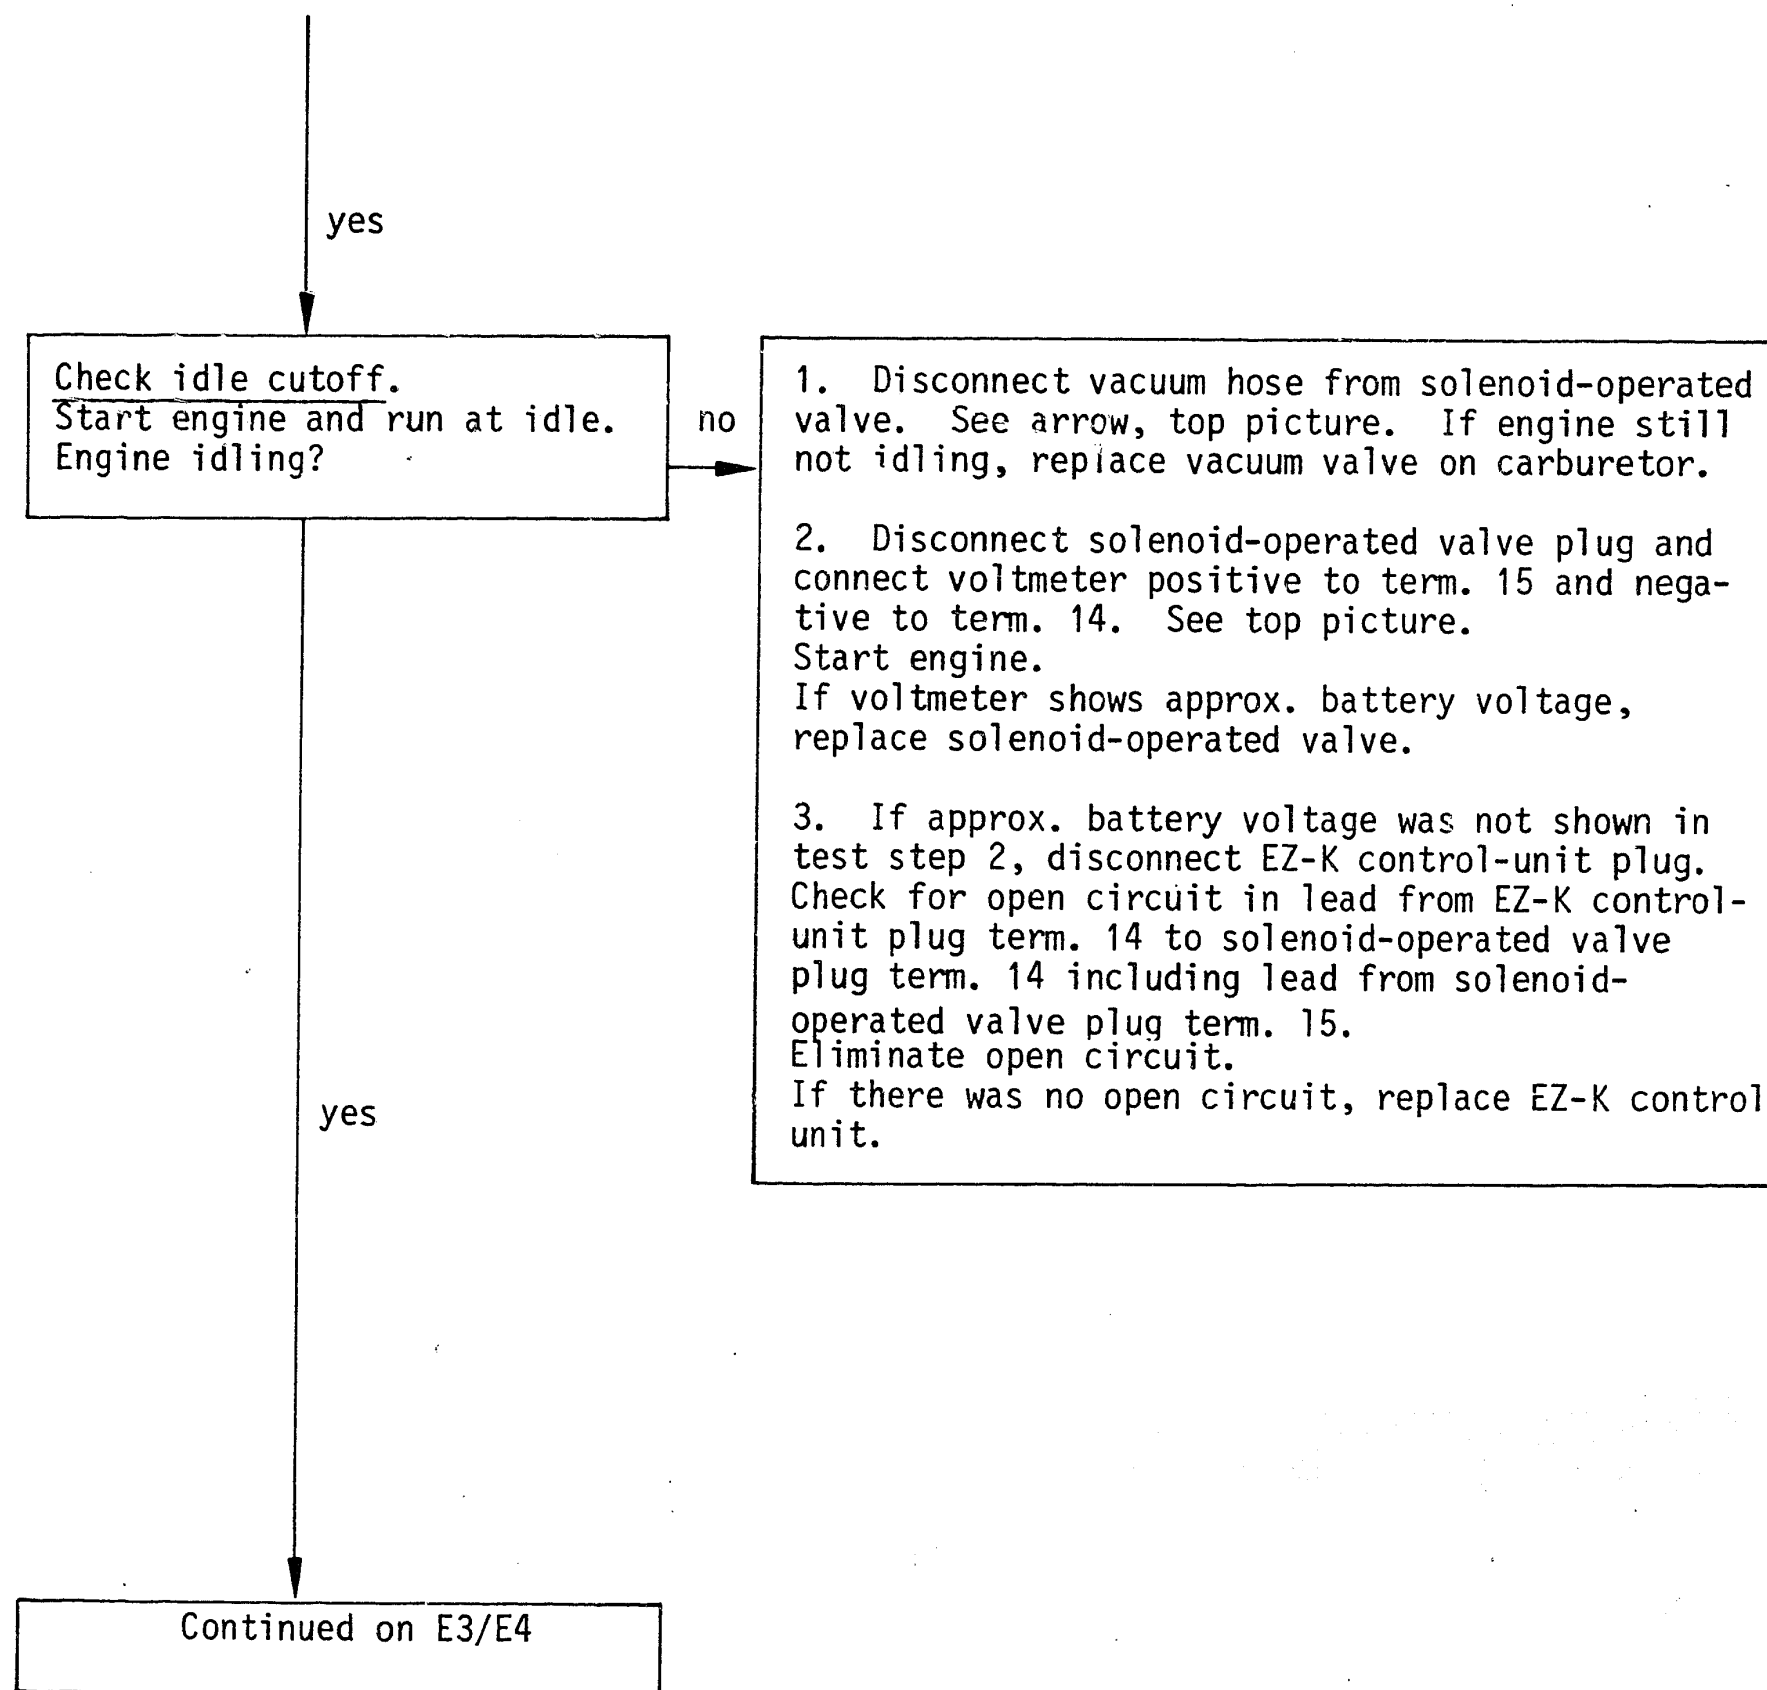 yes
Check idle cutoff.
Start engine and run at idle.
Engine idling?
no
1. Disconnect vacuum hose from solenoid-operated
valve. See arrow, top picture. If engine still
not idling, replace vacuum valve on carburetor.
2. Disconnect solenoid-operated valve plug and
connect voltmeter positive to term. 15 and nega-
tive to term. 14. See top picture.
Start engine.
If voltmeter shows approx. battery voltage,
replace solenoid-operated valve.
3. If approx. battery voltage was not shown in
test step 2, disconnect EZ-K control-unit plug.
Check for open circuit in lead from EZ-K control-
unit plug term. 14 to solenoid-operated valve
plug term. 14 including lead from solenoid-
operated valve plug term. 15.
Eliminate open circuit.
If there was no open circuit, replace EZ-K control
unit.
yes
Continued on E3/E4